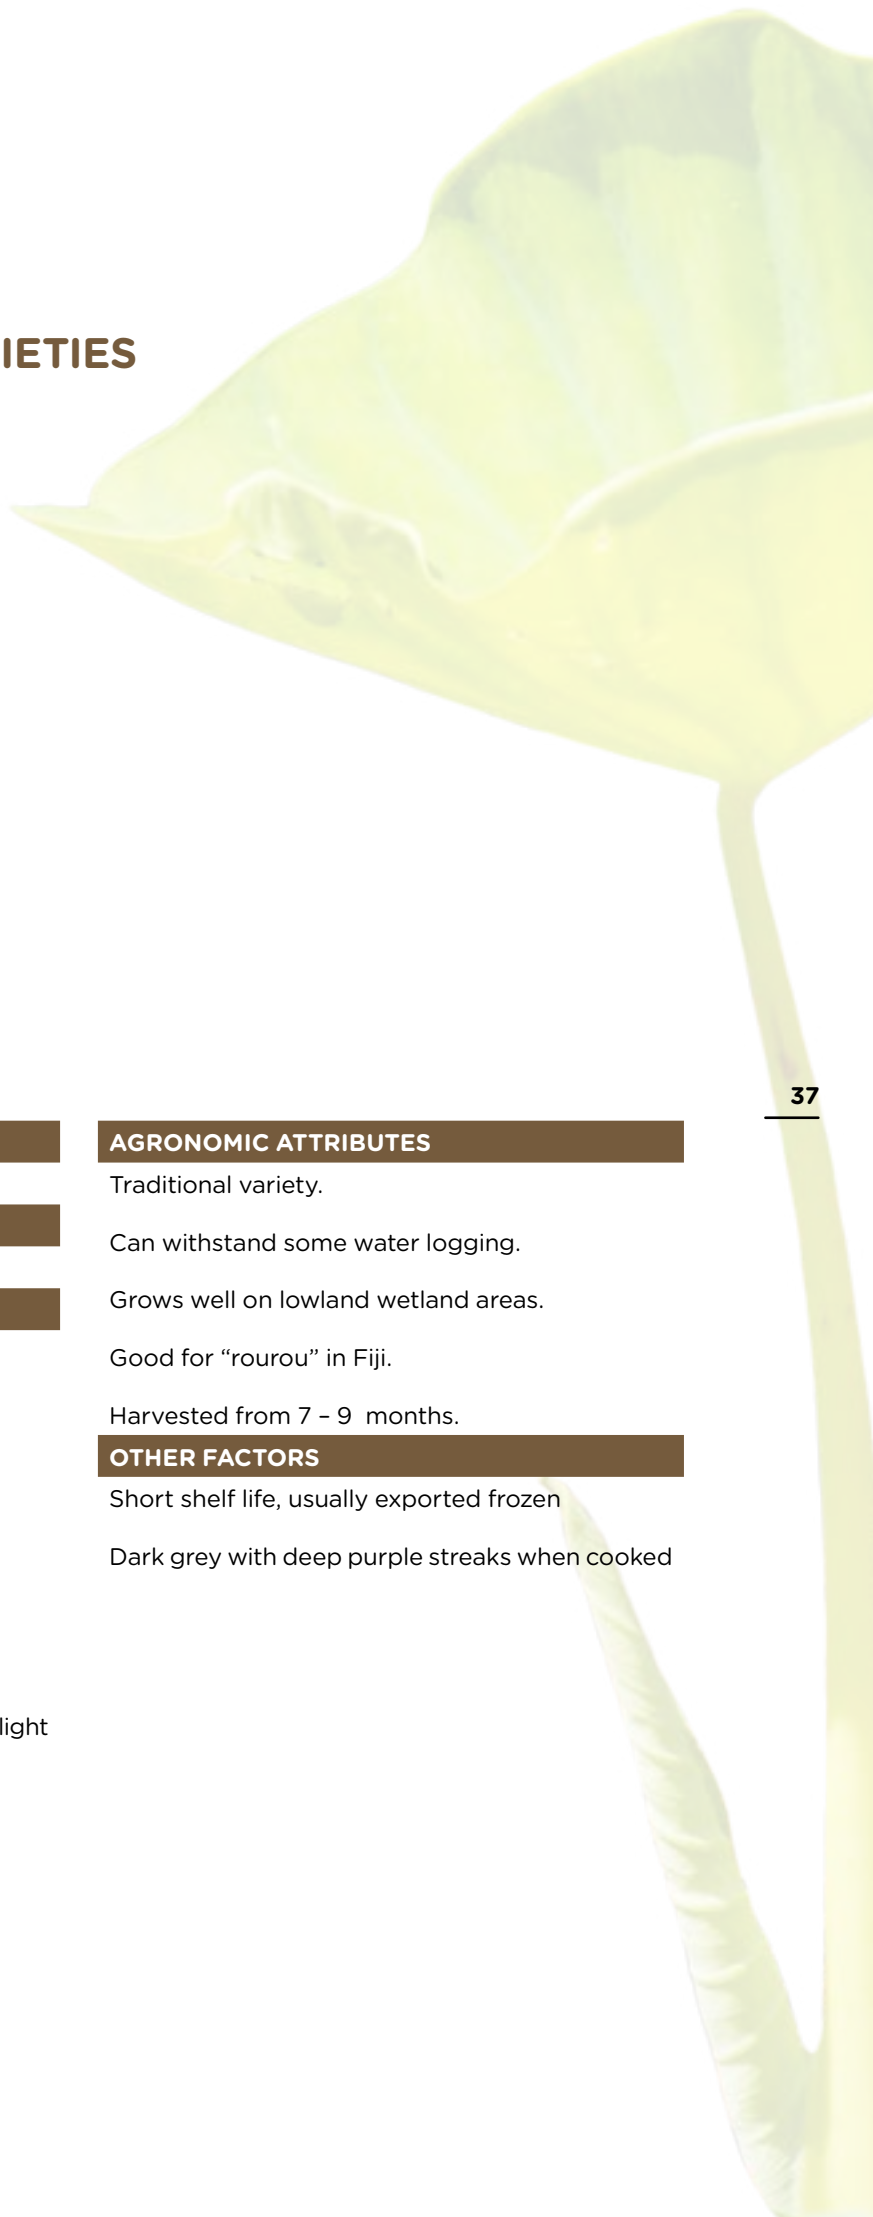 IETIES
37
AGRONOMIC ATTRIBUTES
Traditional variety.
Can withstand some water logging.
Grows well on lowland wetland areas.
Good for “rourou” in Fiji.
Harvested from 7 – 9 months.
OTHER FACTORS
Short shelf life, usually exported frozen
Dark grey with deep purple streaks when cooked
light